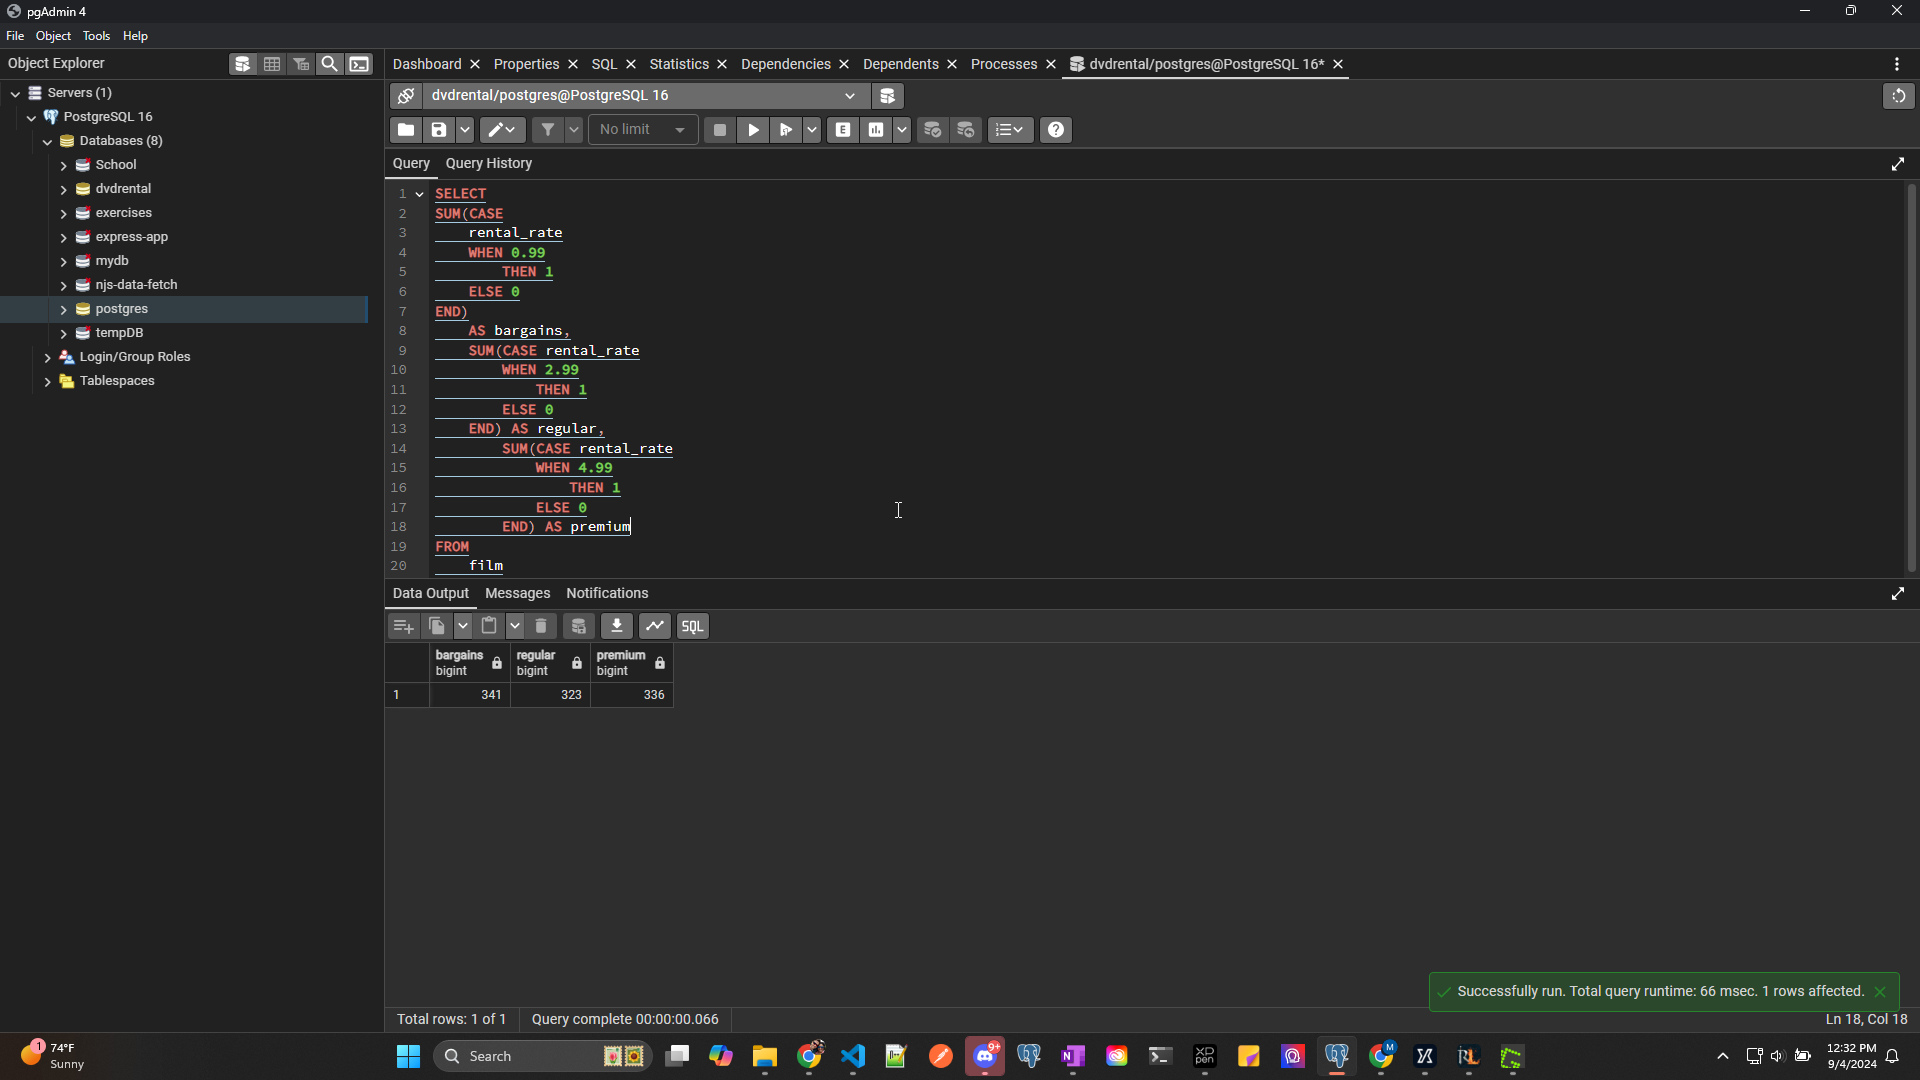 pgAdmin 4
File Object Tools Help
Object Explorer
Dashboard Properties SQL Statistics Dependencies Dependents Processes dvdrental/postgres@PostgreSQL 16*
Servers (1)
PostgreSQL 16
Databases (8)
School
dvdrental
exercises
express-app
mydb
njs-data-fetch
postgres
tempDB
Login/Group Roles
Tablespaces
dvdrental/postgres@PostgreSQL 16
No limit
E
Query Query History
1 SELECT
2 SUM(CASE
3 rental_rate
4 WHEN 0.99
5 THEN 1
6 ELSE 0
7 END)
8 AS bargains,
9 SUM(CASE rental_rate
10 WHEN 2.99
11 THEN 1
12 ELSE 0
13 END) AS regular,
14 SUM(CASE rental_rate
15 WHEN 4.99
16 THEN 1
17 ELSE 0
18 END) AS premium
19 FROM
20 film
Data Output Messages Notifications
SQL
bargains regular premium
bigint bigint bigint
1 341 323 336
Successfully run. Total query runtime: 66 msec. 1 rows affected.
Total rows: 1 of 1 Query complete 00:00:00.066 Ln 18, Col 18
1 74°F
Sunny
Search
9+
M
XP
pen
12:32 PM
9/4/2024